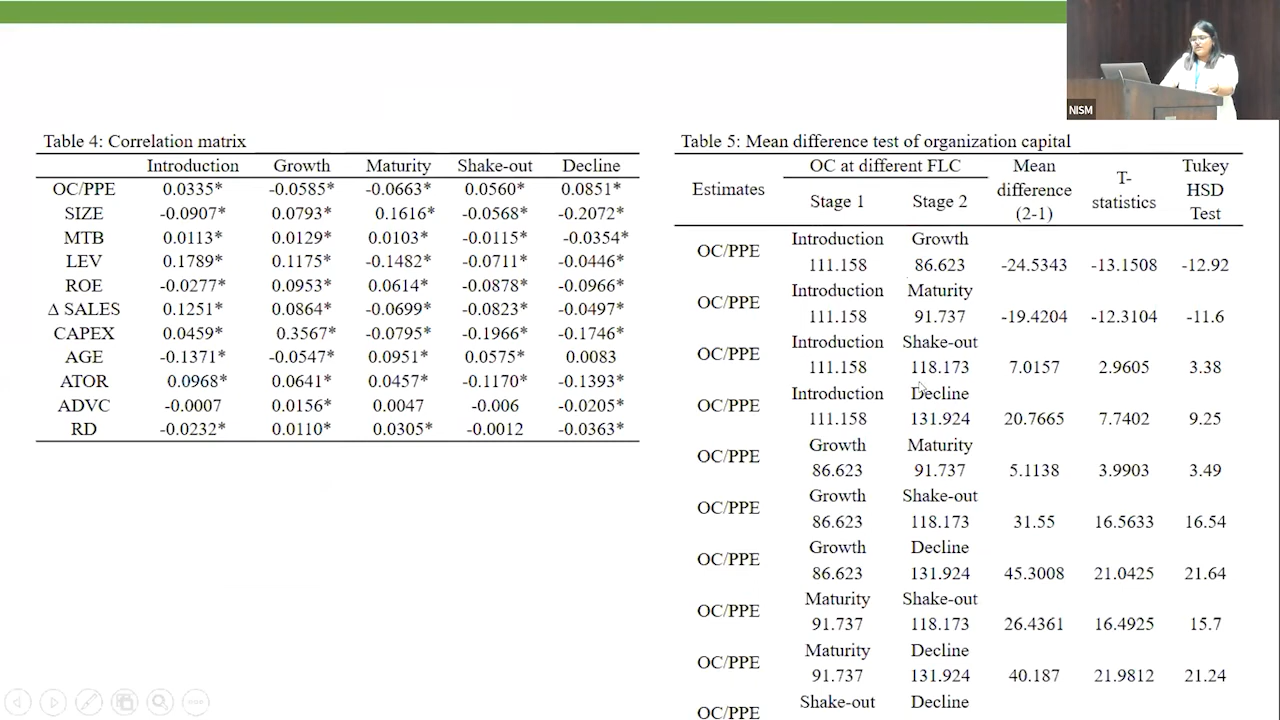 NISM
Table 4: Correlation matrix
Introduction Growth Maturity Shake-out Decline
OC/PPE 0.0335* -0.0585* -0.0663* 0.0560* 0.0851*
SIZE -0.0907* 0.0793* 0.1616* -0.0568* -0.2072*
MTB 0.0113* 0.0129* 0.0103* -0.0115* -0.0354*
LEV 0.1789* 0.1175* -0.1482* -0.0711* -0.0446*
ROE -0.0277* 0.0953* 0.0614* -0.0878* -0.0966*
Δ SALES 0.1251* 0.0864* -0.0699* -0.0823* -0.0497*
CAPEX 0.0459* 0.3567* -0.0795* -0.1966* -0.1746*
AGE -0.1371* -0.0547* 0.0951* 0.0575* 0.0083
ATOR 0.0968* 0.0641* 0.0457* -0.1170* -0.1393*
ADVC -0.0007 0.0156* 0.0047 -0.006 -0.0205*
RD -0.0232* 0.0110* 0.0305* -0.0012 -0.0363*
Table 5: Mean difference test of organization capital
Estimates OC at different FLC Mean difference (2-1) T-statistics Tukey HSD Test
Stage 1 Stage 2
Introduction Growth
OC/PPE 111.158 86.623 -24.5343 -13.1508 -12.92
Introduction Maturity
OC/PPE 111.158 91.737 -19.4204 -12.3104 -11.6
Introduction Shake-out
OC/PPE 111.158 118.173 7.0157 2.9605 3.38
Introduction Decline
OC/PPE 111.158 131.924 20.7665 7.7402 9.25
Growth Maturity
OC/PPE 86.623 91.737 5.1138 3.9903 3.49
Growth Shake-out
OC/PPE 86.623 118.173 31.55 16.5633 16.54
Growth Decline
OC/PPE 86.623 131.924 45.3008 21.0425 21.64
Maturity Shake-out
OC/PPE 91.737 118.173 26.4361 16.4925 15.7
Maturity Decline
OC/PPE 91.737 131.924 40.187 21.9812 21.24
Shake-out Decline
OC/PPE